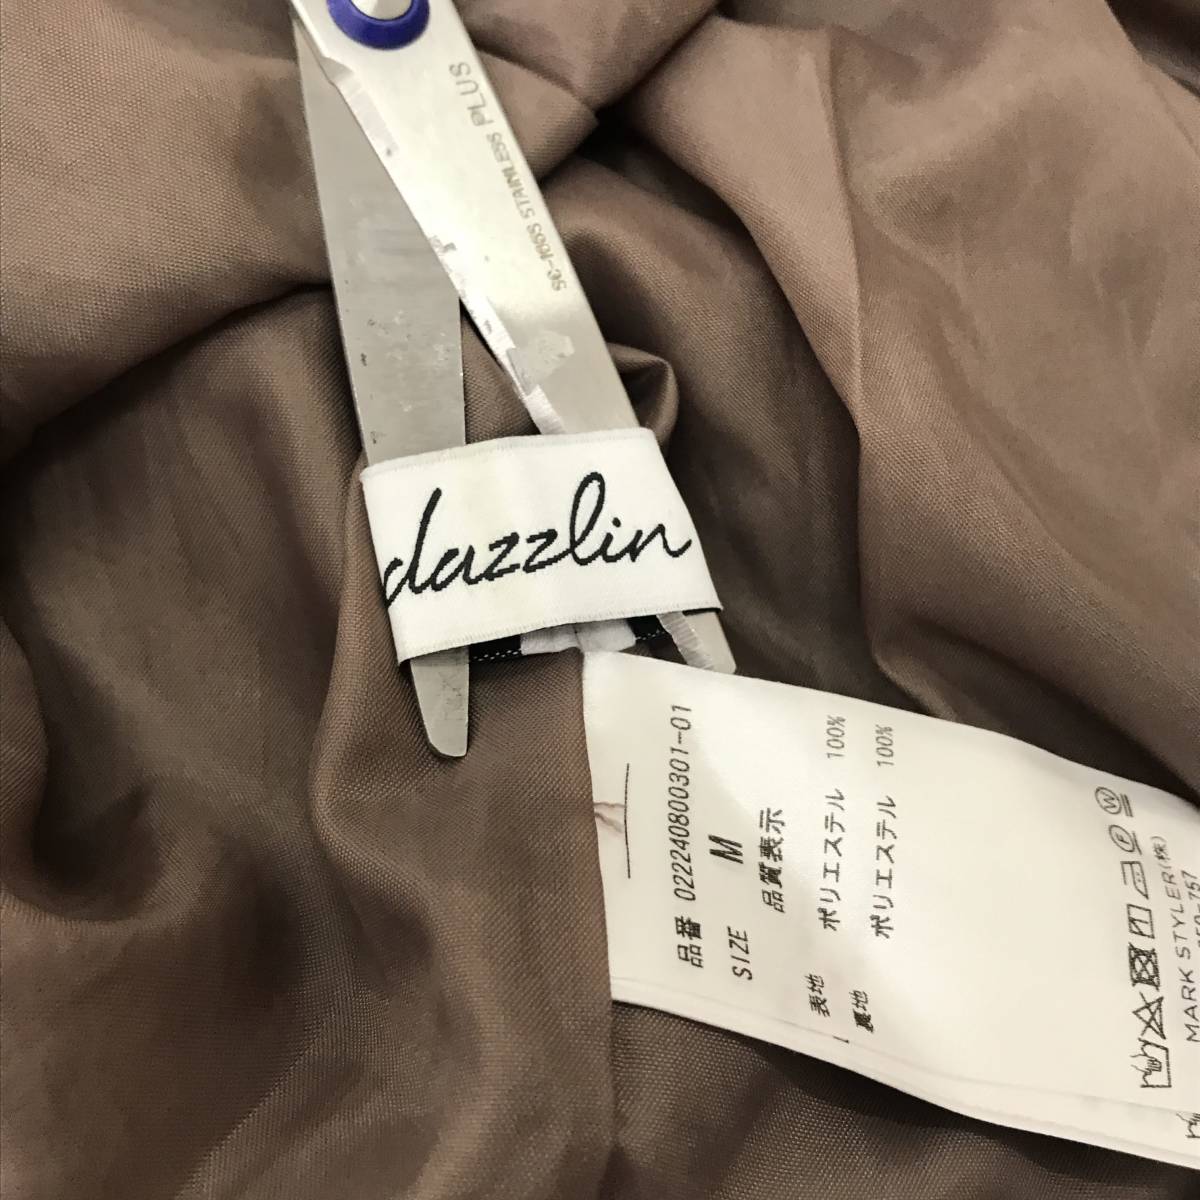 PLUS
SC-166S STAINLESS
dazzlin
品番 022240800301-01
SIZE M
品質表示
表地 ポリエステル 100%
裏地 ポリエステル 100%
MARK STYLER(株)